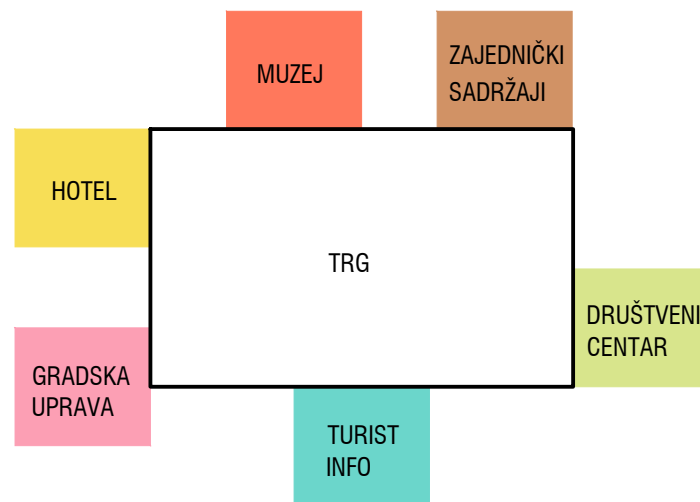 MUZEJ
ZAJEDNIČKI
SADRŽAJI
HOTEL
TRG
DRUŠTVENI
CENTAR
GRADSKA
UPRAVA
TURIST
INFO